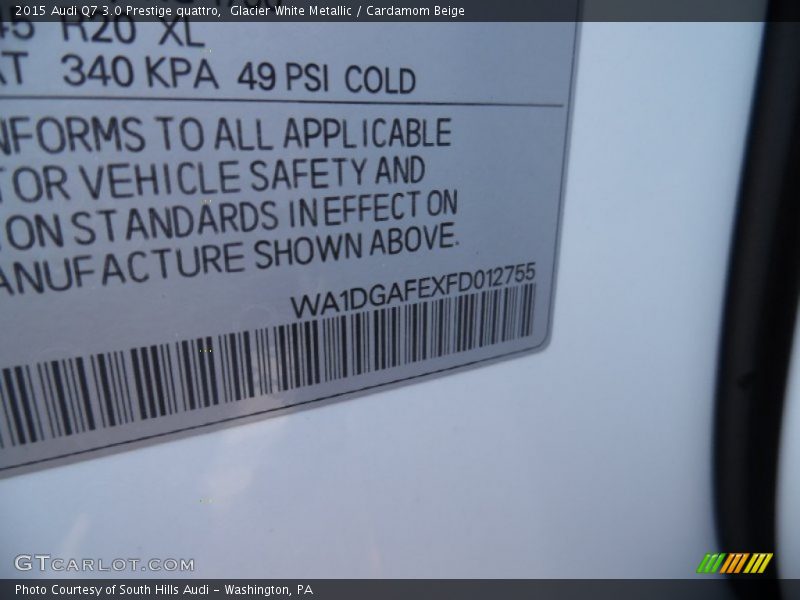 2015 Audi Q7 3.0 Prestige quattro, Glacier White Metallic / Cardamom Beige
R20 XL
340 KPA 49 PSI COLD
NFORMS TO ALL APPLICABLE
TOR VEHICLE SAFETY AND
ON STANDARDS IN EFFECT ON
ANUFACTURE SHOWN ABOVE.
WA1DGAFEXFD012755
GTCARLOT.COM
Photo Courtesy of South Hills Audi - Washington, PA